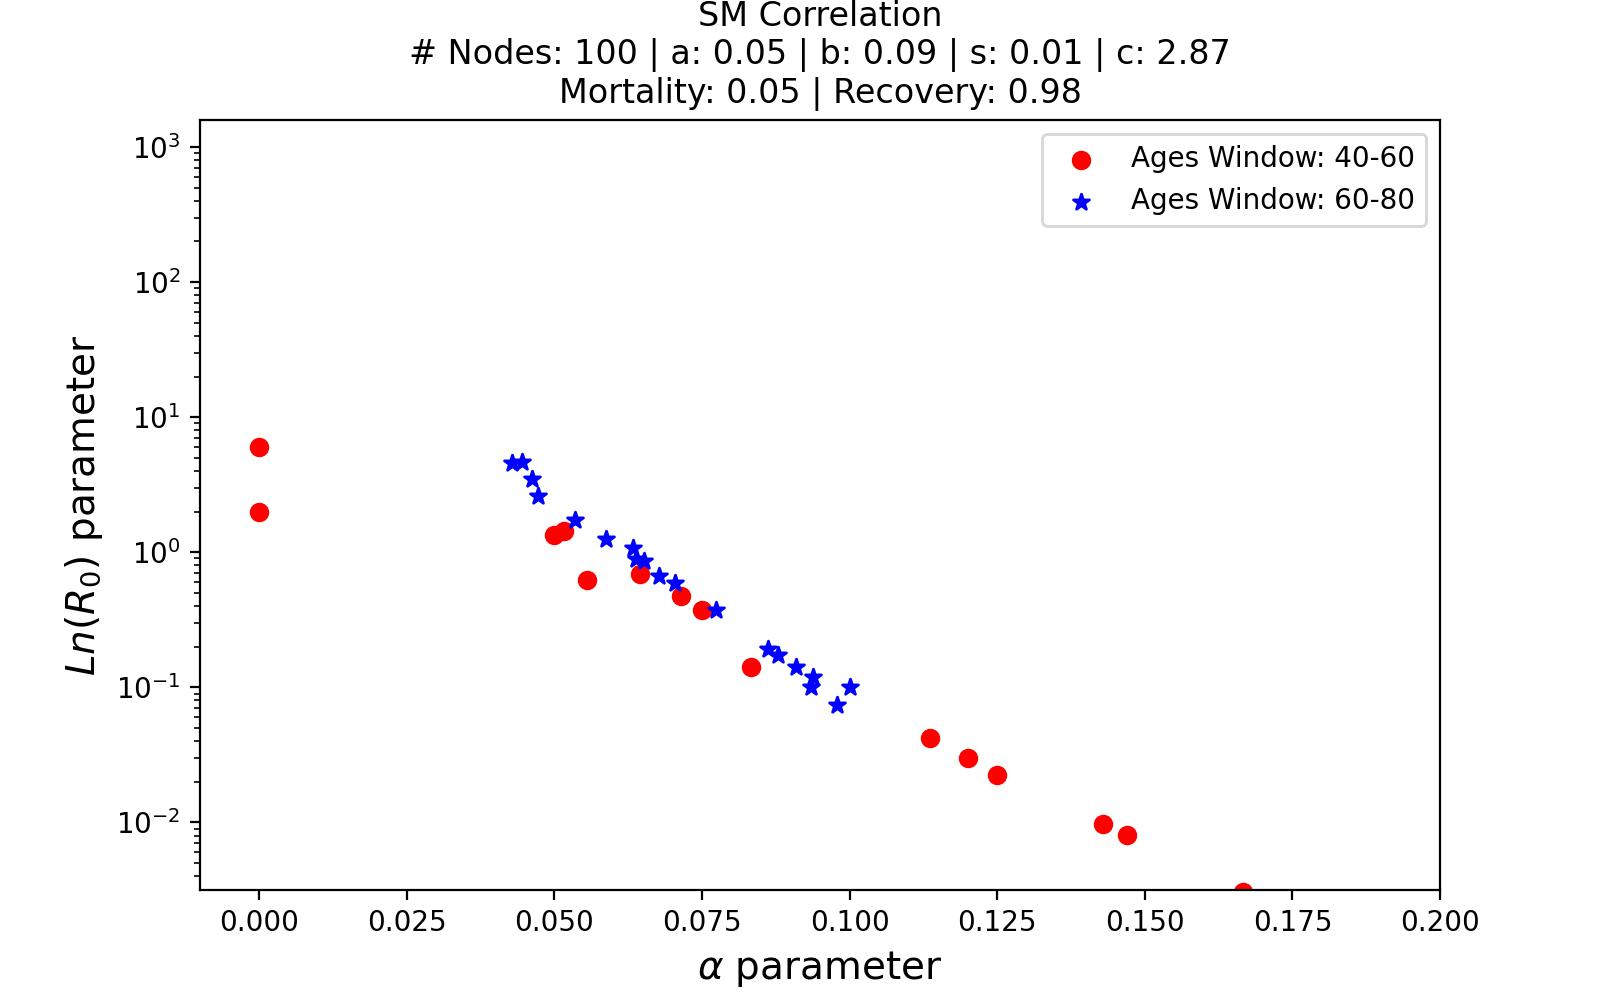 SM Correlation
# Nodes: 100 | a: 0.05 | b: 0.09 | s: 0.01 | c: 2.87
Mortality: 0.05 | Recovery: 0.98
Ages Window: 40-60
Ages Window: 60-80
10³
10²
10¹
10⁰
10⁻¹
10⁻²
Ln(R₀) parameter
0.000 0.025 0.050 0.075 0.100 0.125 0.150 0.175 0.200
α parameter